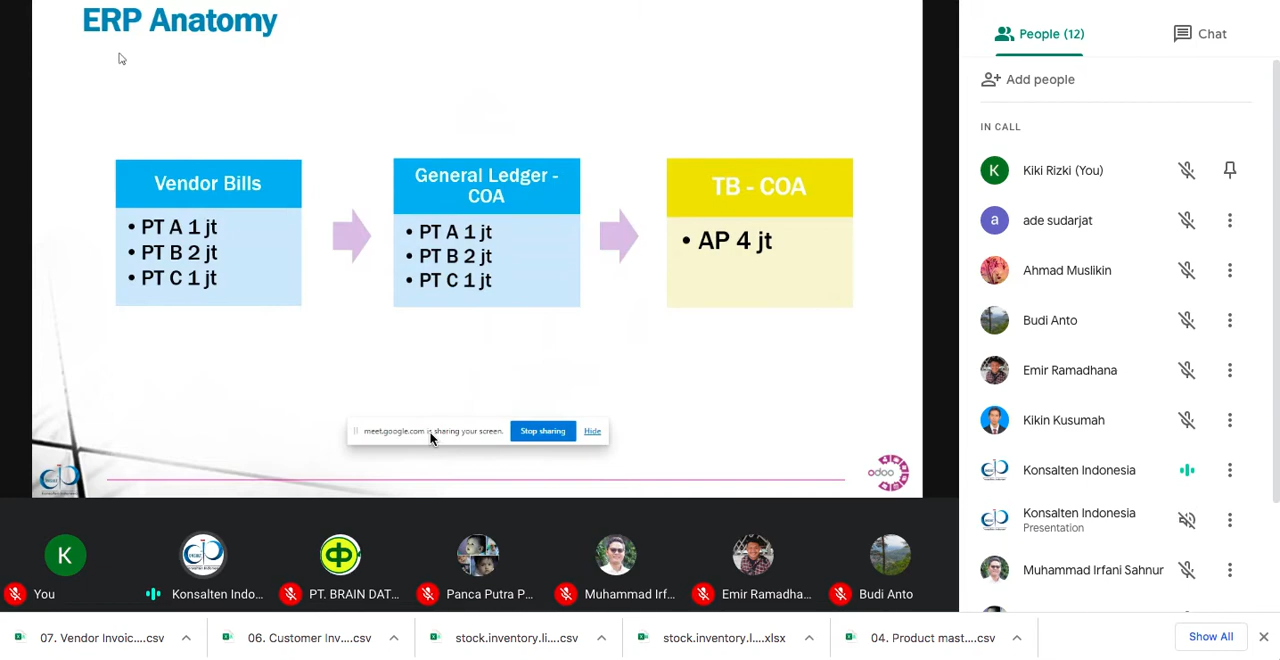 ERP Anatomy
Vendor Bills
• PT A 1 jt
• PT B 2 jt
• PT C 1 jt
General Ledger -
COA
• PT A 1 jt
• PT B 2 jt
• PT C 1 jt
TB - COA
• AP 4 jt
meet.google.com is sharing your screen.
Stop sharing
Hide
odoo
People (12)
Chat
Add people
IN CALL
K
Kiki Rizki (You)
a
ade sudarjat
Ahmad Muslikin
Budi Anto
Emir Ramadhana
Kikin Kusumah
Konsalten Indonesia
Konsalten Indonesia
Presentation
Muhammad Irfani Sahnur
K
You
Konsalten Indo...
PT. BRAIN DAT...
Panca Putra P...
Muhammad Irf...
Emir Ramadha...
Budi Anto
07. Vendor Invoic....csv
06. Customer Inv....csv
stock.inventory.li....csv
stock.inventory.l....xlsx
04. Product mast....csv
Show All